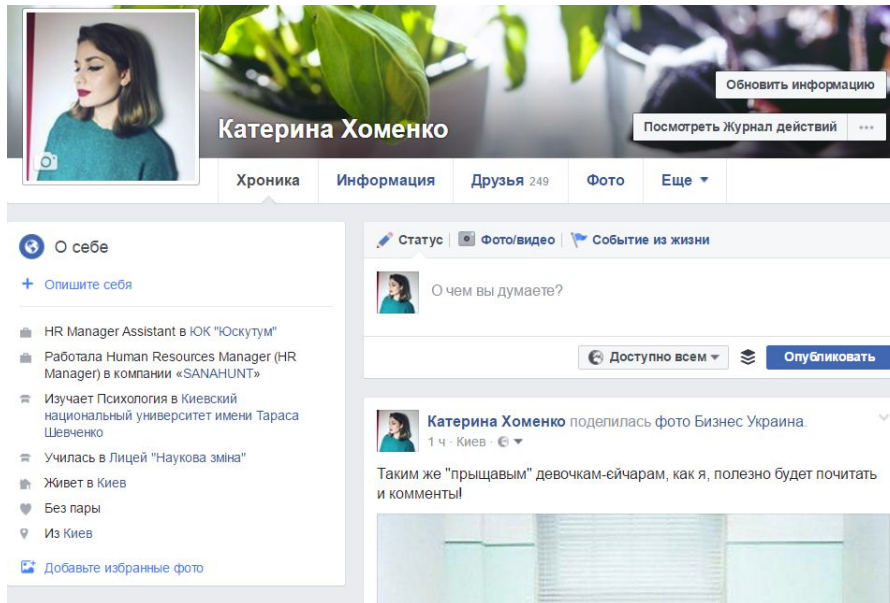 Обновить информацию
Катерина Хоменко
Посмотреть Журнал действий ...
Хроника Информация Друзья 249 Фото Еще
О себе
Опишите себя
HR Manager Assistant в ЮК "Юскутум"
Работала Human Resources Manager (HR
Manager) в компании «SANAHUNT»
Изучает Психология в Киевский
национальный университет имени Тараса
Шевченко
Училась в Лицей "Наукова зміна"
Живет в Киев
Без пары
Из Киев
Добавьте избранные фото
Статус Фото/видео Событие из жизни
О чем вы думаете?
Доступно всем Опубликовать
Катерина Хоменко поделилась фото Бизнес Украина.
1 ч · Киев ·
Таким же "прыщавым" девочкам-єйчарам, как я, полезно будет почитать
и комменты!